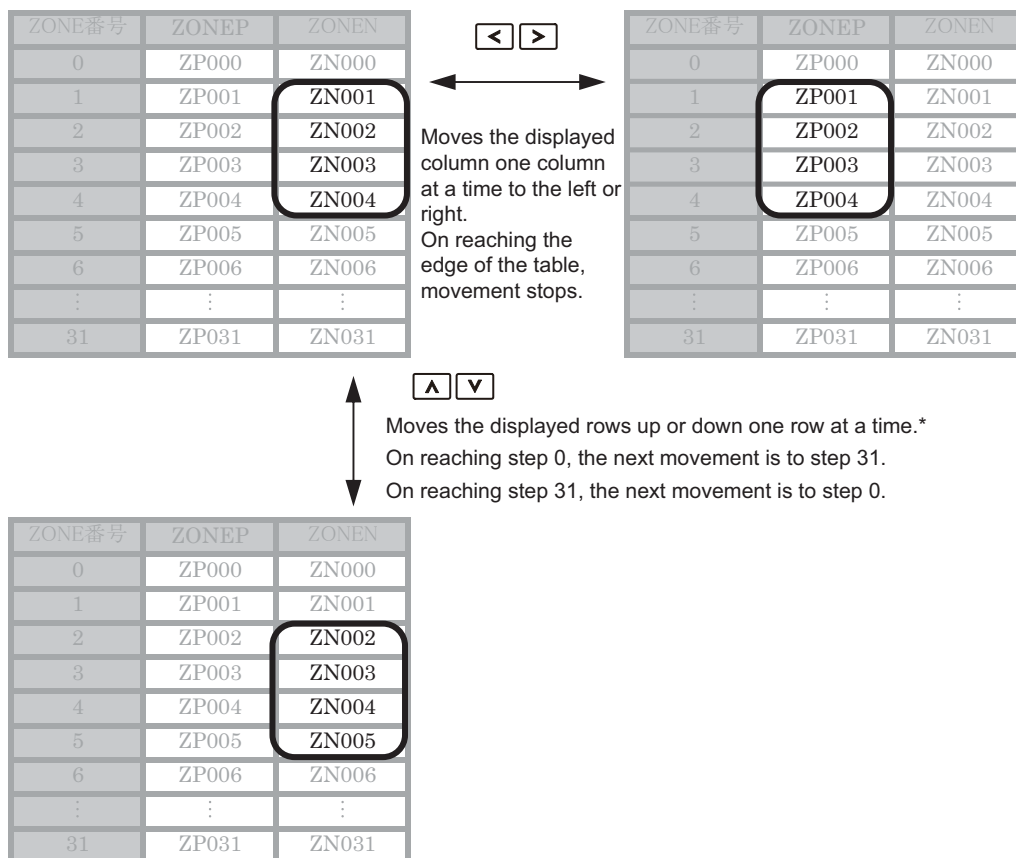 ZONE番号 ZONEP ZONEN
0 ZP000 ZN000
1 ZP001 ZN001
2 ZP002 ZN002
3 ZP003 ZN003
4 ZP004 ZN004
5 ZP005 ZN005
6 ZP006 ZN006
⋮ ⋮ ⋮
31 ZP031 ZN031
< >
Moves the displayed
column one column
at a time to the left or
right.
On reaching the
edge of the table,
movement stops.
ZONE番号 ZONEP ZONEN
0 ZP000 ZN000
1 ZP001 ZN001
2 ZP002 ZN002
3 ZP003 ZN003
4 ZP004 ZN004
5 ZP005 ZN005
6 ZP006 ZN006
⋮ ⋮ ⋮
31 ZP031 ZN031
∧ ∨
Moves the displayed rows up or down one row at a time.*
On reaching step 0, the next movement is to step 31.
On reaching step 31, the next movement is to step 0.
ZONE番号 ZONEP ZONEN
0 ZP000 ZN000
1 ZP001 ZN001
2 ZP002 ZN002
3 ZP003 ZN003
4 ZP004 ZN004
5 ZP005 ZN005
6 ZP006 ZN006
⋮ ⋮ ⋮
31 ZP031 ZN031